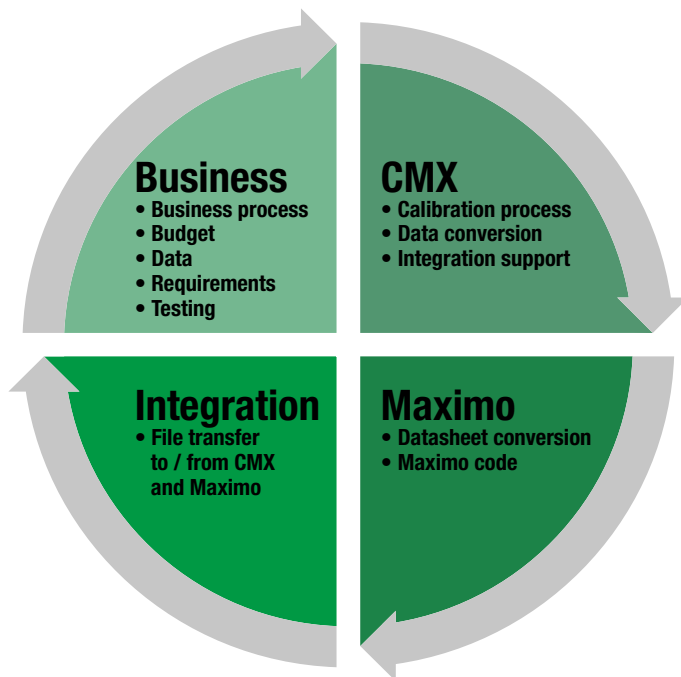 Business
• Business process
• Budget
• Data
• Requirements
• Testing
CMX
• Calibration process
• Data conversion
• Integration support
Integration
• File transfer
to / from CMX
and Maximo
Maximo
• Datasheet conversion
• Maximo code